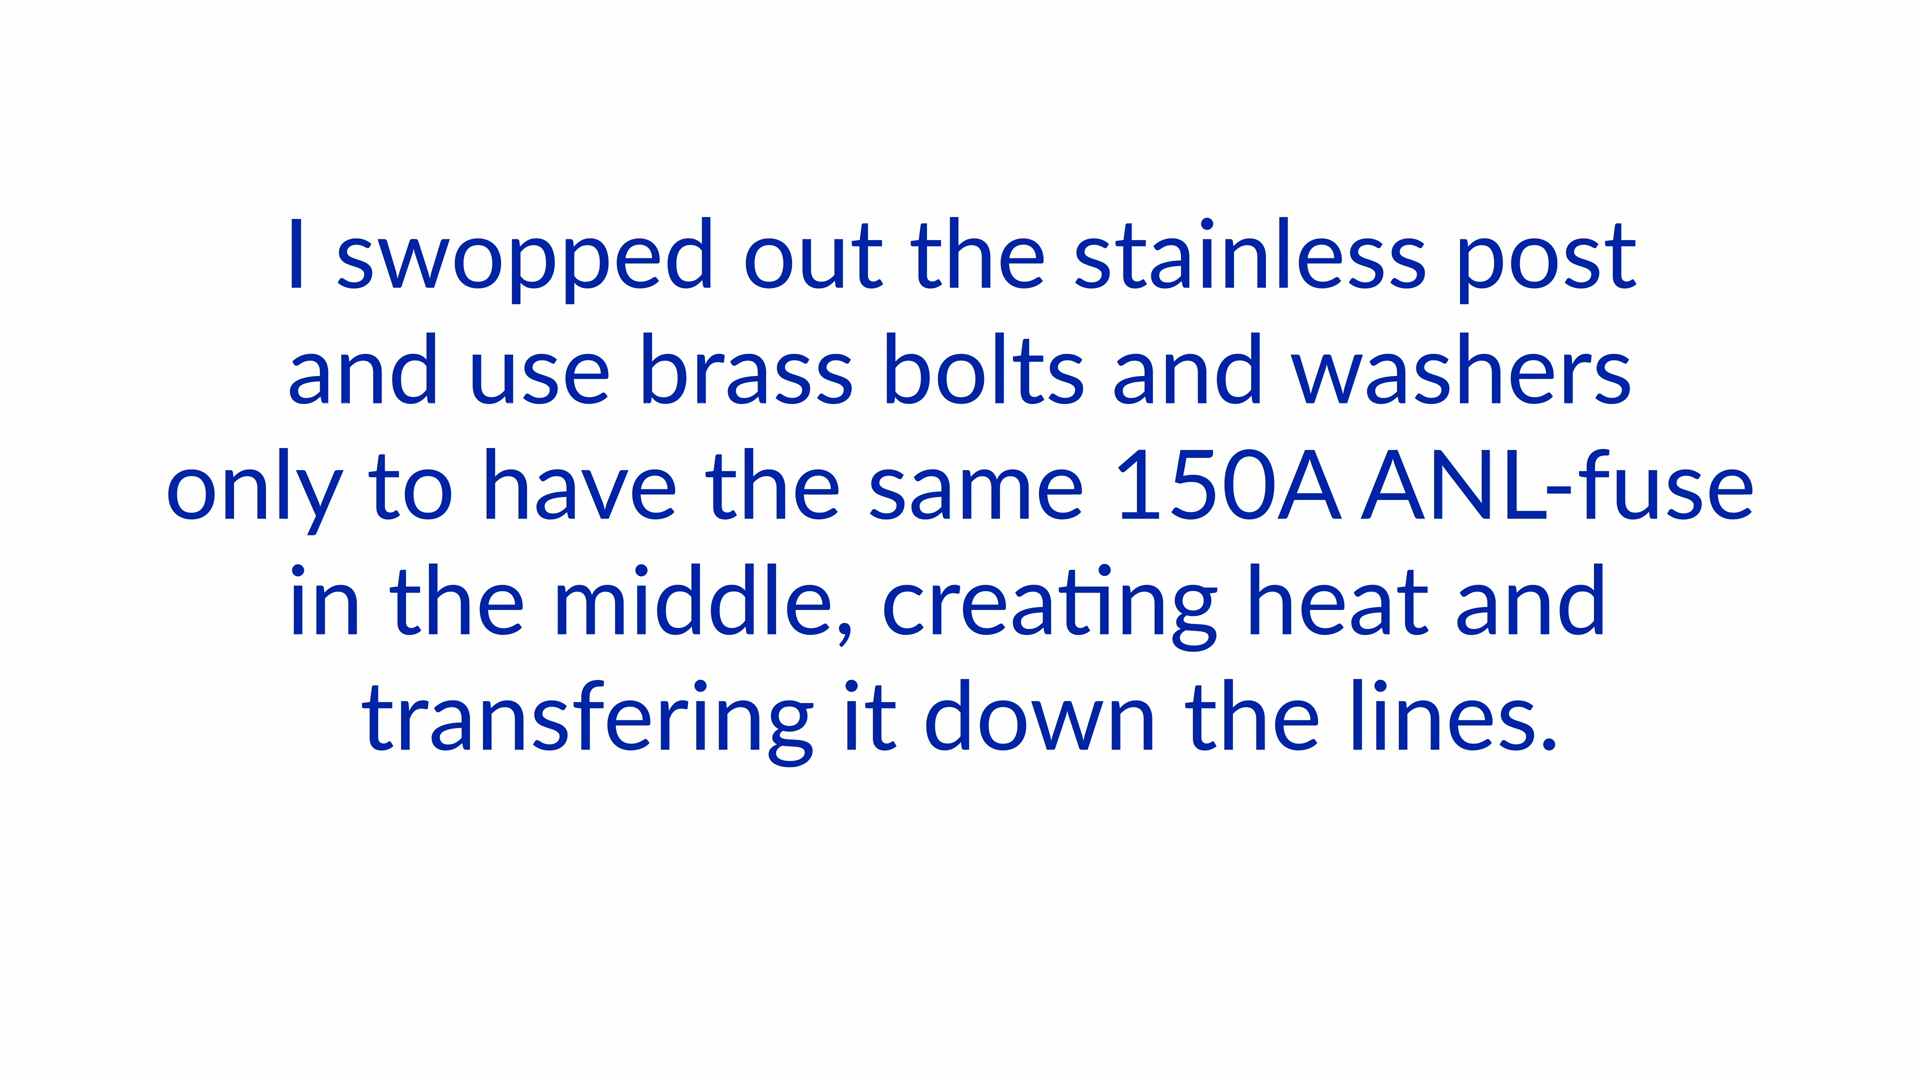 I swopped out the stainless post
and use brass bolts and washers
only to have the same 150A ANL-fuse
in the middle, creating heat and
transfering it down the lines.